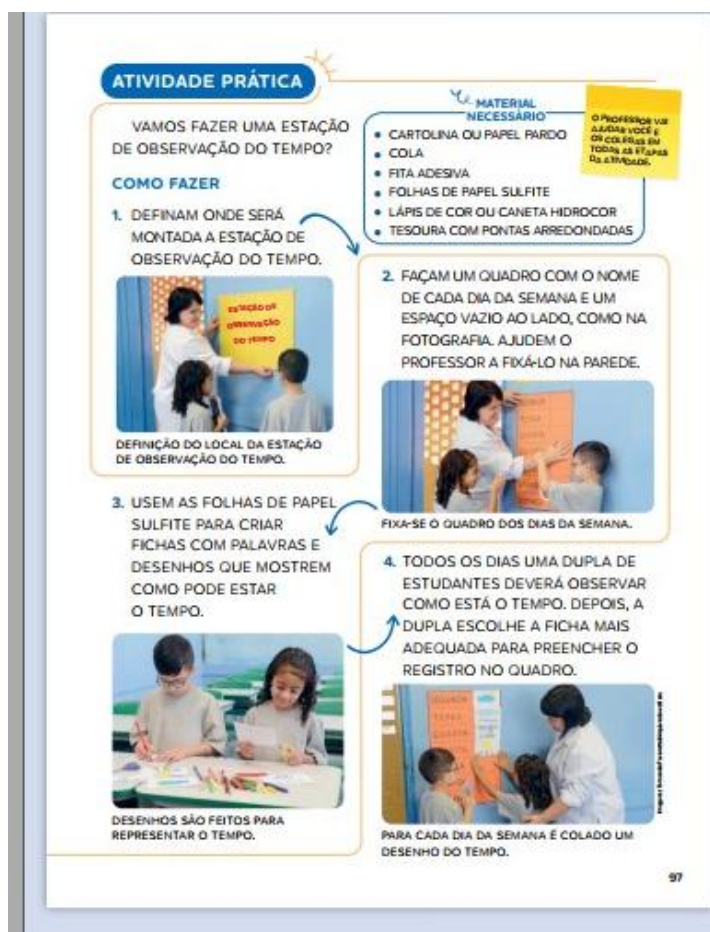 ATIVIDADE PRÁTICA
VAMOS FAZER UMA ESTAÇÃO
DE OBSERVAÇÃO DO TEMPO?
MATERIAL
NECESSÁRIO
CARTOLINA OU PAPEL PARDO
COLA
FITA ADESIVA
FOLHAS DE PAPEL SULFITE
LÁPIS DE COR OU CANETA HIDROCOR
TESOURA COM PONTAS ARREDONDADAS
O PROFESSOR VAI
AJUDAR VOCÊ E
OS COLEGAS EM
TODAS AS ETAPAS
DA ATIVIDADE.
COMO FAZER
1. DEFINAM ONDE SERÁ
MONTADA A ESTAÇÃO DE
OBSERVAÇÃO DO TEMPO.
ESTAÇÃO DE
OBSERVAÇÃO
DO TEMPO
DEFINIÇÃO DO LOCAL DA ESTAÇÃO
DE OBSERVAÇÃO DO TEMPO.
2. FAÇAM UM QUADRO COM O NOME
DE CADA DIA DA SEMANA E UM
ESPAÇO VAZIO AO LADO, COMO NA
FOTOGRAFIA. AJUDEM O
PROFESSOR A FIXÁ-LO NA PAREDE.
FIXA-SE O QUADRO DOS DIAS DA SEMANA.
3. USEM AS FOLHAS DE PAPEL
SULFITE PARA CRIAR
FICHAS COM PALAVRAS E
DESENHOS QUE MOSTREM
COMO PODE ESTAR
O TEMPO.
DESENHOS SÃO FEITOS PARA
REPRESENTAR O TEMPO.
4. TODOS OS DIAS UMA DUPLA DE
ESTUDANTES DEVERÁ OBSERVAR
COMO ESTÁ O TEMPO. DEPOIS, A
DUPLA ESCOLHE A FICHA MAIS
ADEQUADA PARA PREENCHER O
REGISTRO NO QUADRO.
SEGUNDA
TERÇA
QUARTA
PARA CADA DIA DA SEMANA É COLADO UM
DESENHO DO TEMPO.
97